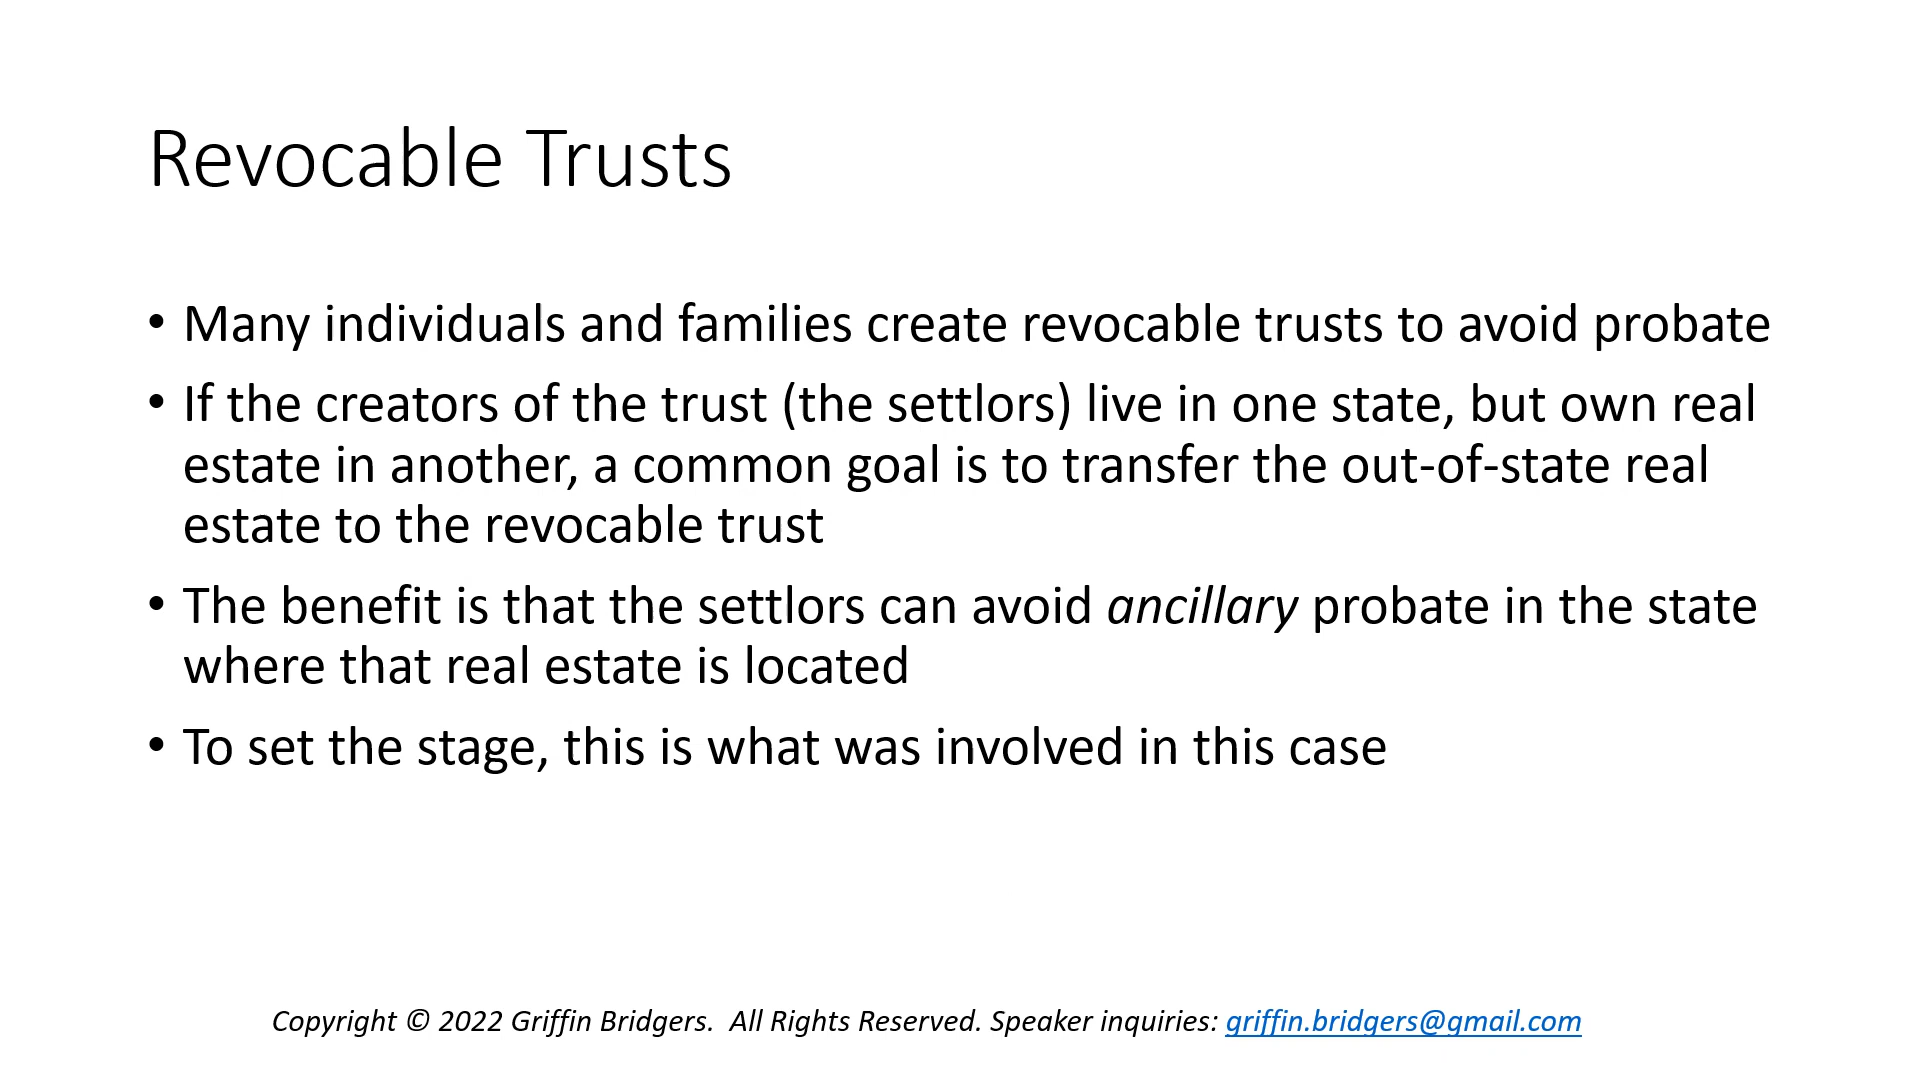 Revocable Trusts
• Many individuals and families create revocable trusts to avoid probate
• If the creators of the trust (the settlors) live in one state, but own real
estate in another, a common goal is to transfer the out-of-state real
estate to the revocable trust
• The benefit is that the settlors can avoid ancillary probate in the state
where that real estate is located
• To set the stage, this is what was involved in this case
Copyright © 2022 Griffin Bridgers.  All Rights Reserved. Speaker inquiries: griffin.bridgers@gmail.com